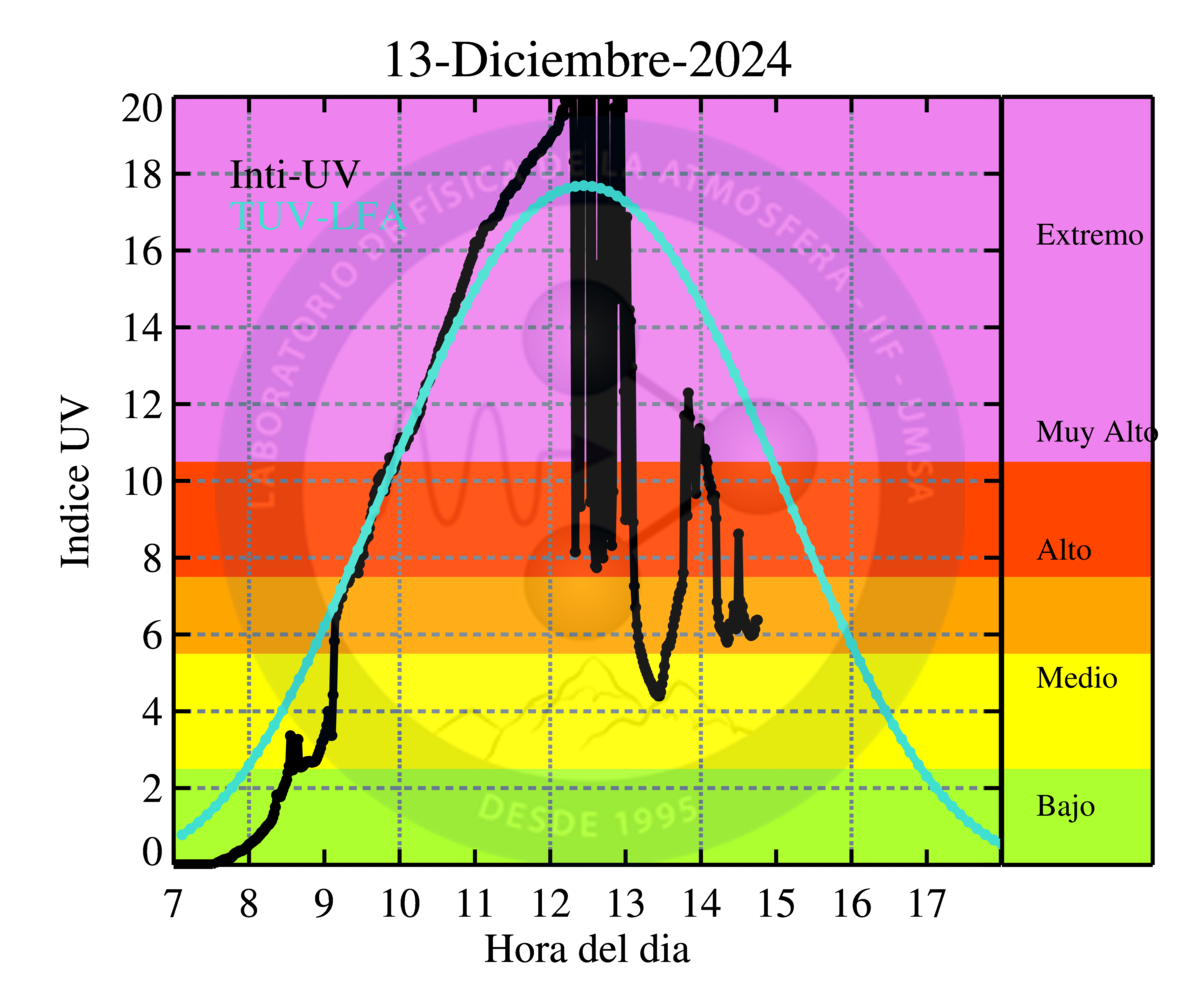 13-Diciembre-2024
20
18
16
14
12
10
8
6
4
2
0
Indice UV
Inti-UV
TUV-LFA
LABORATORIO DE FÍSICA DE LA ATMÓSFERA - IIF - UMSA
DESDE 1995
Extremo
Muy Alto
Alto
Medio
Bajo
7 8 9 10 11 12 13 14 15 16 17
Hora del dia